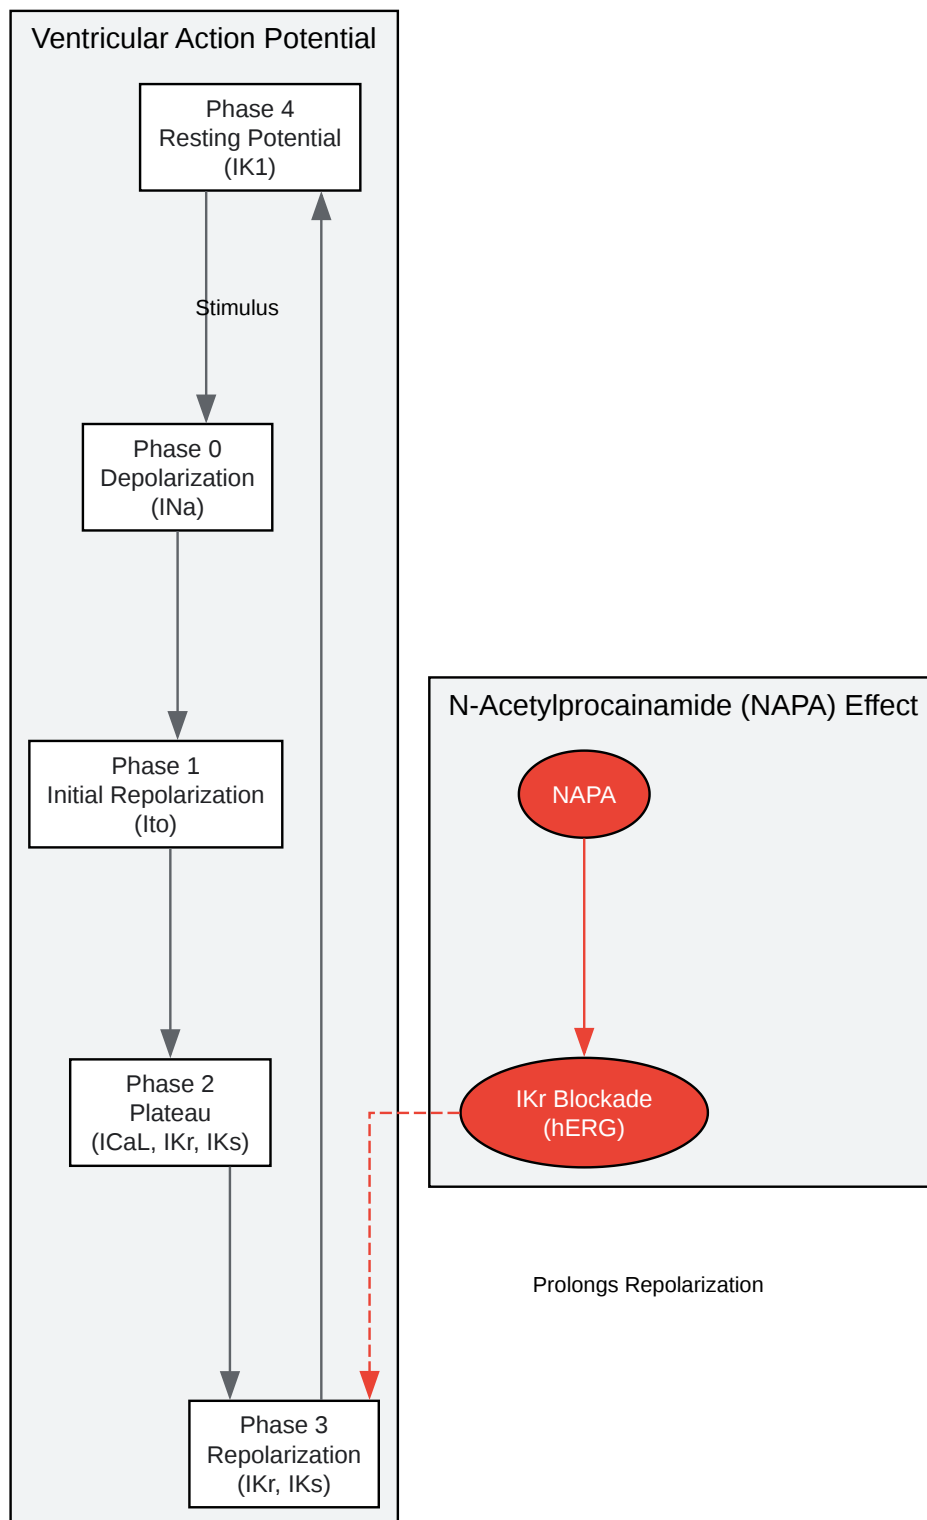 Ventricular Action Potential
Phase 4
Resting Potential
(IK1)
Stimulus
Phase 0
Depolarization
(INa)
Phase 1
Initial Repolarization
(Ito)
Phase 2
Plateau
(ICaL, IKr, IKs)
Phase 3
Repolarization
(IKr, IKs)
N-Acetylprocainamide (NAPA) Effect
NAPA
IKr Blockade
(hERG)
Prolongs Repolarization